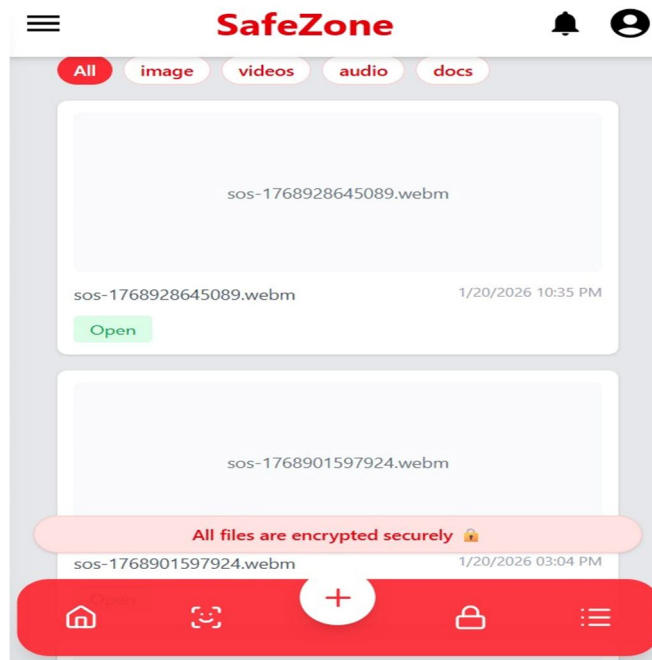 SafeZone
All image videos audio docs
sos-1768928645089.webm
sos-1768928645089.webm 1/20/2026 10:35 PM
Open
sos-1768901597924.webm
All files are encrypted securely 🔒
sos-1768901597924.webm 1/20/2026 03:04 PM
Open